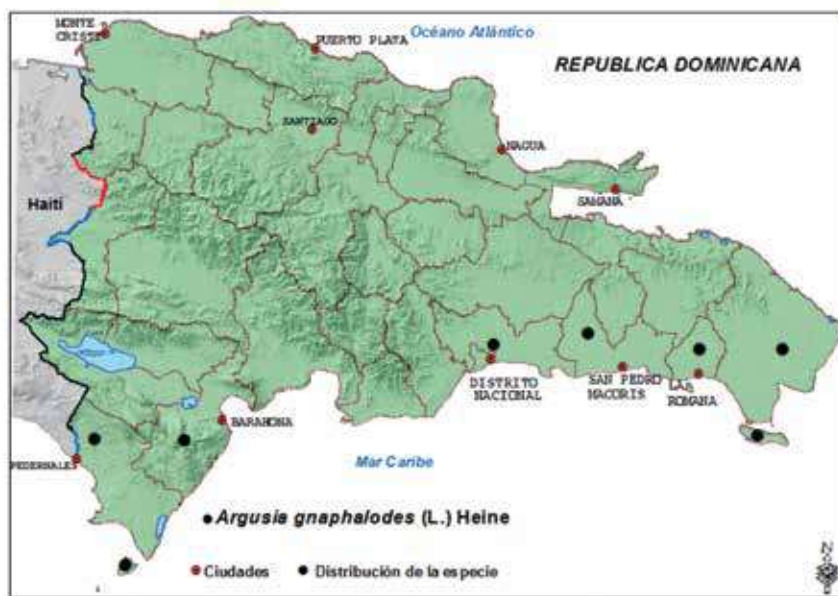 MONTE
CRISTI
PUERTO PLATA
Océano Atlántico
REPUBLICA DOMINICANA
SANTIAGO
NAGUA
SAMANA
Haití
DISTRITO
NACIONAL
SAN PEDRO
MACORIS
LA
ROMANA
BARAHONA
PEDERNALES
Mar Caribe
Argusia gnaphalodes (L.) Heine
Ciudades
Distribución de la especie